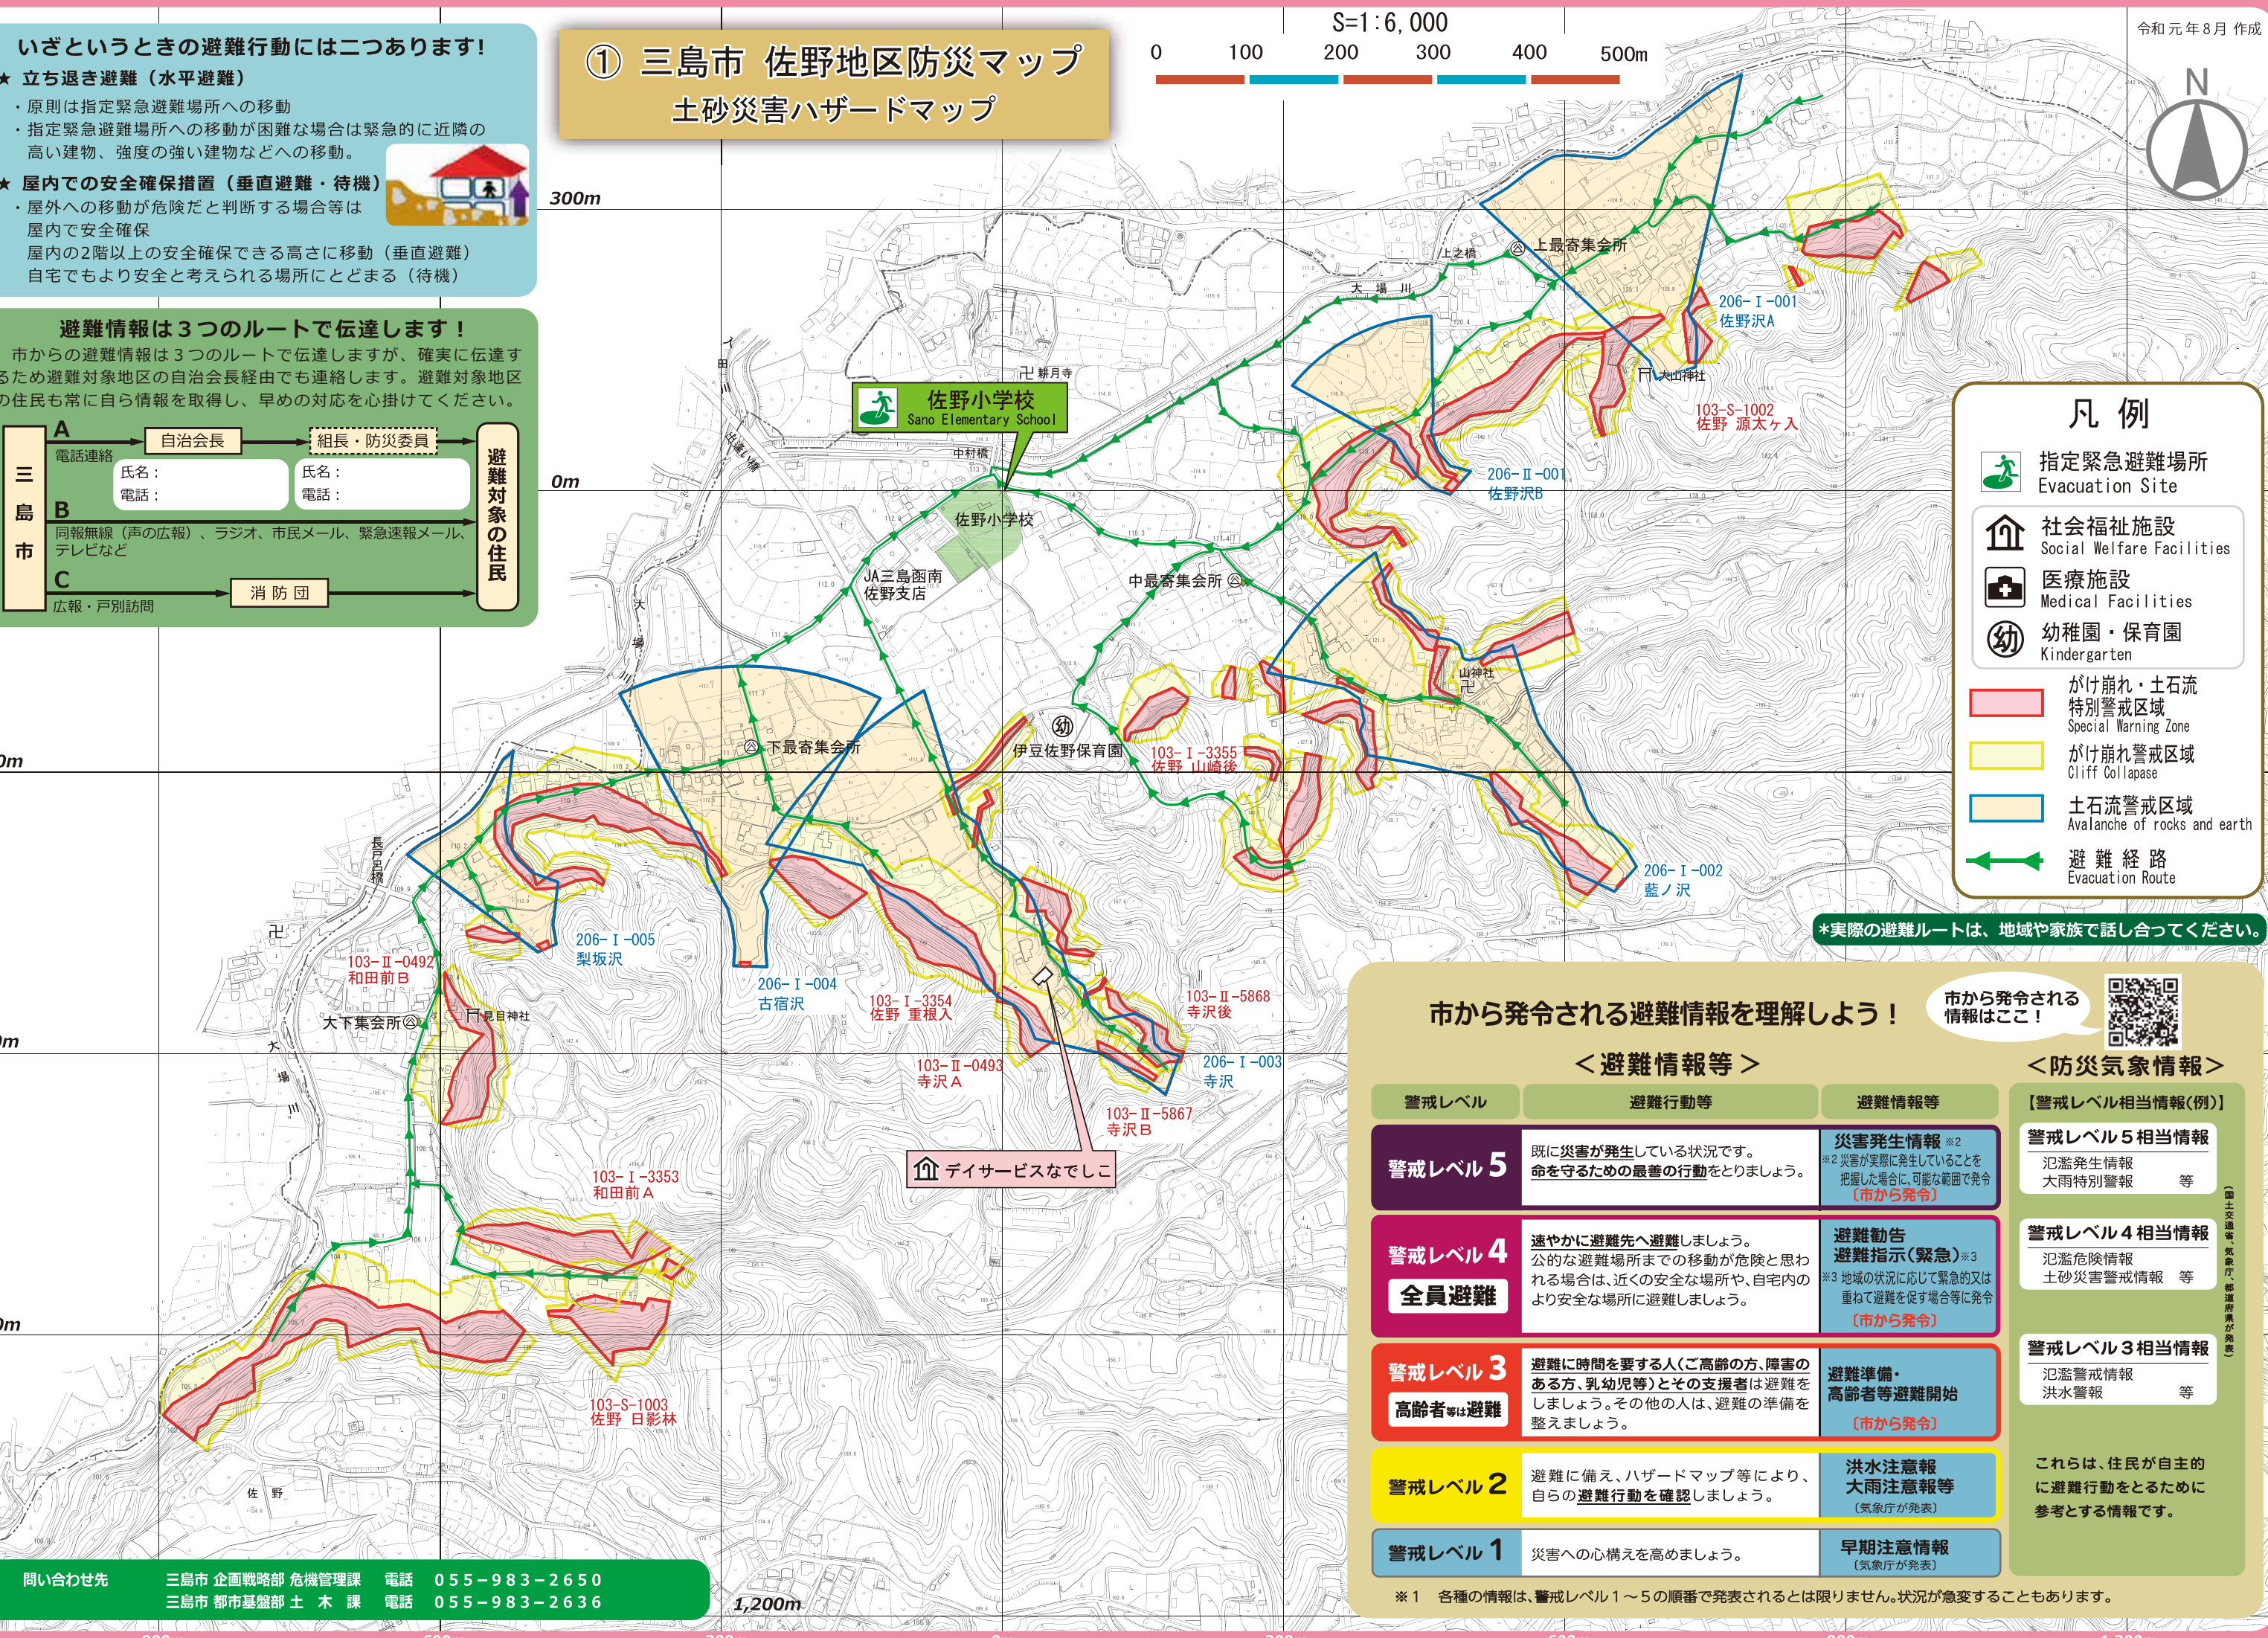 いざというときの避難行動には二つあります!
★ 立ち退き避難（水平避難）
・原則は指定緊急避難場所への移動
・指定緊急避難場所への移動が困難な場合は緊急的に近隣の
高い建物、強度の強い建物などへの移動。
★ 屋内での安全確保措置（垂直避難・待機）
・屋外への移動が危険だと判断する場合等は
屋内で安全確保
屋内の2階以上の安全確保できる高さに移動（垂直避難）
自宅でもより安全と考えられる場所にとどまる（待機）
避難情報は３つのルートで伝達します！
市からの避難情報は３つのルートで伝達しますが、確実に伝達す
るため避難対象地区の自治会長経由でも連絡します。避難対象地区
の住民も常に自ら情報を取得し、早めの対応を心掛けてください。
三島市
A
電話連絡
自治会長
組長・防災委員
氏名：
電話：
氏名：
電話：
B
同報無線（声の広報）、ラジオ、市民メール、緊急速報メール、
テレビなど
C
広報・戸別訪問
消防団
避難対象の住民
① 三島市 佐野地区防災マップ
土砂災害ハザードマップ
S=1:6,000
0 100 200 300 400 500m
令和元年8月 作成
N
300m
0m
0m
0m
0m
1,200m
上之橋
上最寄集会所
大場川
206-Ⅰ-001
佐野沢A
大山神社
103-S-1002
佐野 源太ヶ入
206-Ⅱ-001
佐野沢B
卍 耕月寺
佐野小学校
Sano Elementary School
中村橋
出逢い橋
佐野小学校
JA三島函南
佐野支店
中最寄集会所
大場川
山神社
伊豆佐野保育園
幼
103-Ⅰ-3355
佐野 山崎後
下最寄集会所
206-Ⅰ-002
藍ノ沢
長戸呂橋
卍
206-Ⅰ-005
梨坂沢
103-Ⅱ-0492
和田前Ｂ
206-Ⅰ-004
古宿沢
103-Ⅰ-3354
佐野 重根入
103-Ⅱ-5868
寺沢後
大下集会所
見目神社
大場川
103-Ⅱ-0493
寺沢Ａ
206-Ⅰ-003
寺沢
103-Ⅱ-5867
寺沢Ｂ
デイサービスなでしこ
103-Ⅰ-3353
和田前Ａ
103-S-1003
佐野 日影林
佐野
凡例
指定緊急避難場所
Evacuation Site
社会福祉施設
Social Welfare Facilities
医療施設
Medical Facilities
幼
幼稚園・保育園
Kindergarten
がけ崩れ・土石流
特別警戒区域
Special Warning Zone
がけ崩れ警戒区域
Cliff Collapase
土石流警戒区域
Avalanche of rocks and earth
避難経路
Evacuation Route
*実際の避難ルートは、地域や家族で話し合ってください。
市から発令される避難情報を理解しよう！
市から発令される
情報はここ！
＜避難情報等＞
＜防災気象情報＞
警戒レベル 避難行動等 避難情報等
【警戒レベル相当情報(例)】
警戒レベル5
既に災害が発生している状況です。
命を守るための最善の行動をとりましょう。
災害発生情報※2
※2 災害が実際に発生していることを
把握した場合に、可能な範囲で発令
〔市から発令〕
警戒レベル５相当情報
氾濫発生情報
大雨特別警報 等
警戒レベル4
全員避難
速やかに避難先へ避難しましょう。
公的な避難場所までの移動が危険と思わ
れる場合は、近くの安全な場所や、自宅内の
より安全な場所に避難しましょう。
避難勧告
避難指示(緊急)※3
※3 地域の状況に応じて緊急的又は
重ねて避難を促す場合等に発令
〔市から発令〕
警戒レベル４相当情報
氾濫危険情報
土砂災害警戒情報 等
警戒レベル3
高齢者等は避難
避難に時間を要する人(ご高齢の方、障害の
ある方、乳幼児等)とその支援者は避難を
しましょう。その他の人は、避難の準備を
整えましょう。
避難準備・
高齢者等避難開始
〔市から発令〕
警戒レベル３相当情報
氾濫警戒情報
洪水警報 等
(国土交通省、気象庁、都道府県が発表)
警戒レベル2
避難に備え、ハザードマップ等により、
自らの避難行動を確認しましょう。
洪水注意報
大雨注意報等
(気象庁が発表)
これらは、住民が自主的
に避難行動をとるために
参考とする情報です。
警戒レベル1
災害への心構えを高めましょう。
早期注意情報
(気象庁が発表)
※１ 各種の情報は、警戒レベル１～５の順番で発表されるとは限りません。状況が急変することもあります。
問い合わせ先 三島市 企画戦略部 危機管理課 電話 ０５５－９８３－２６５０
三島市 都市基盤部 土木課 電話 ０５５－９８３－２６３６